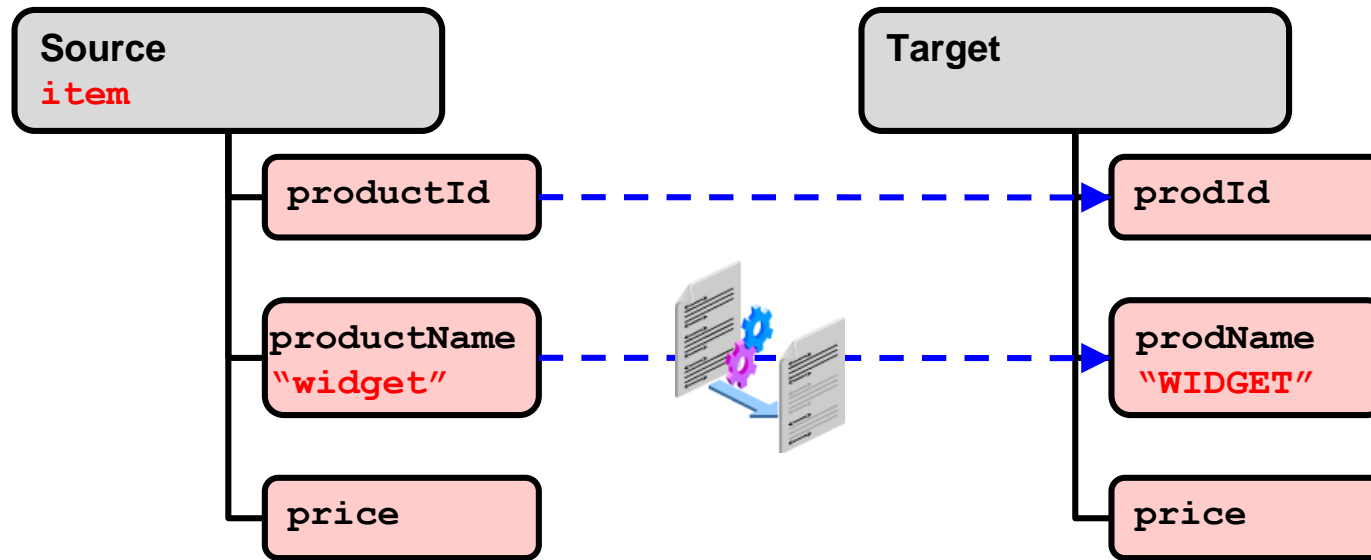 Source
item
Target
productId
prodId
productName
“widget”
prodName
“WIDGET”
price
price